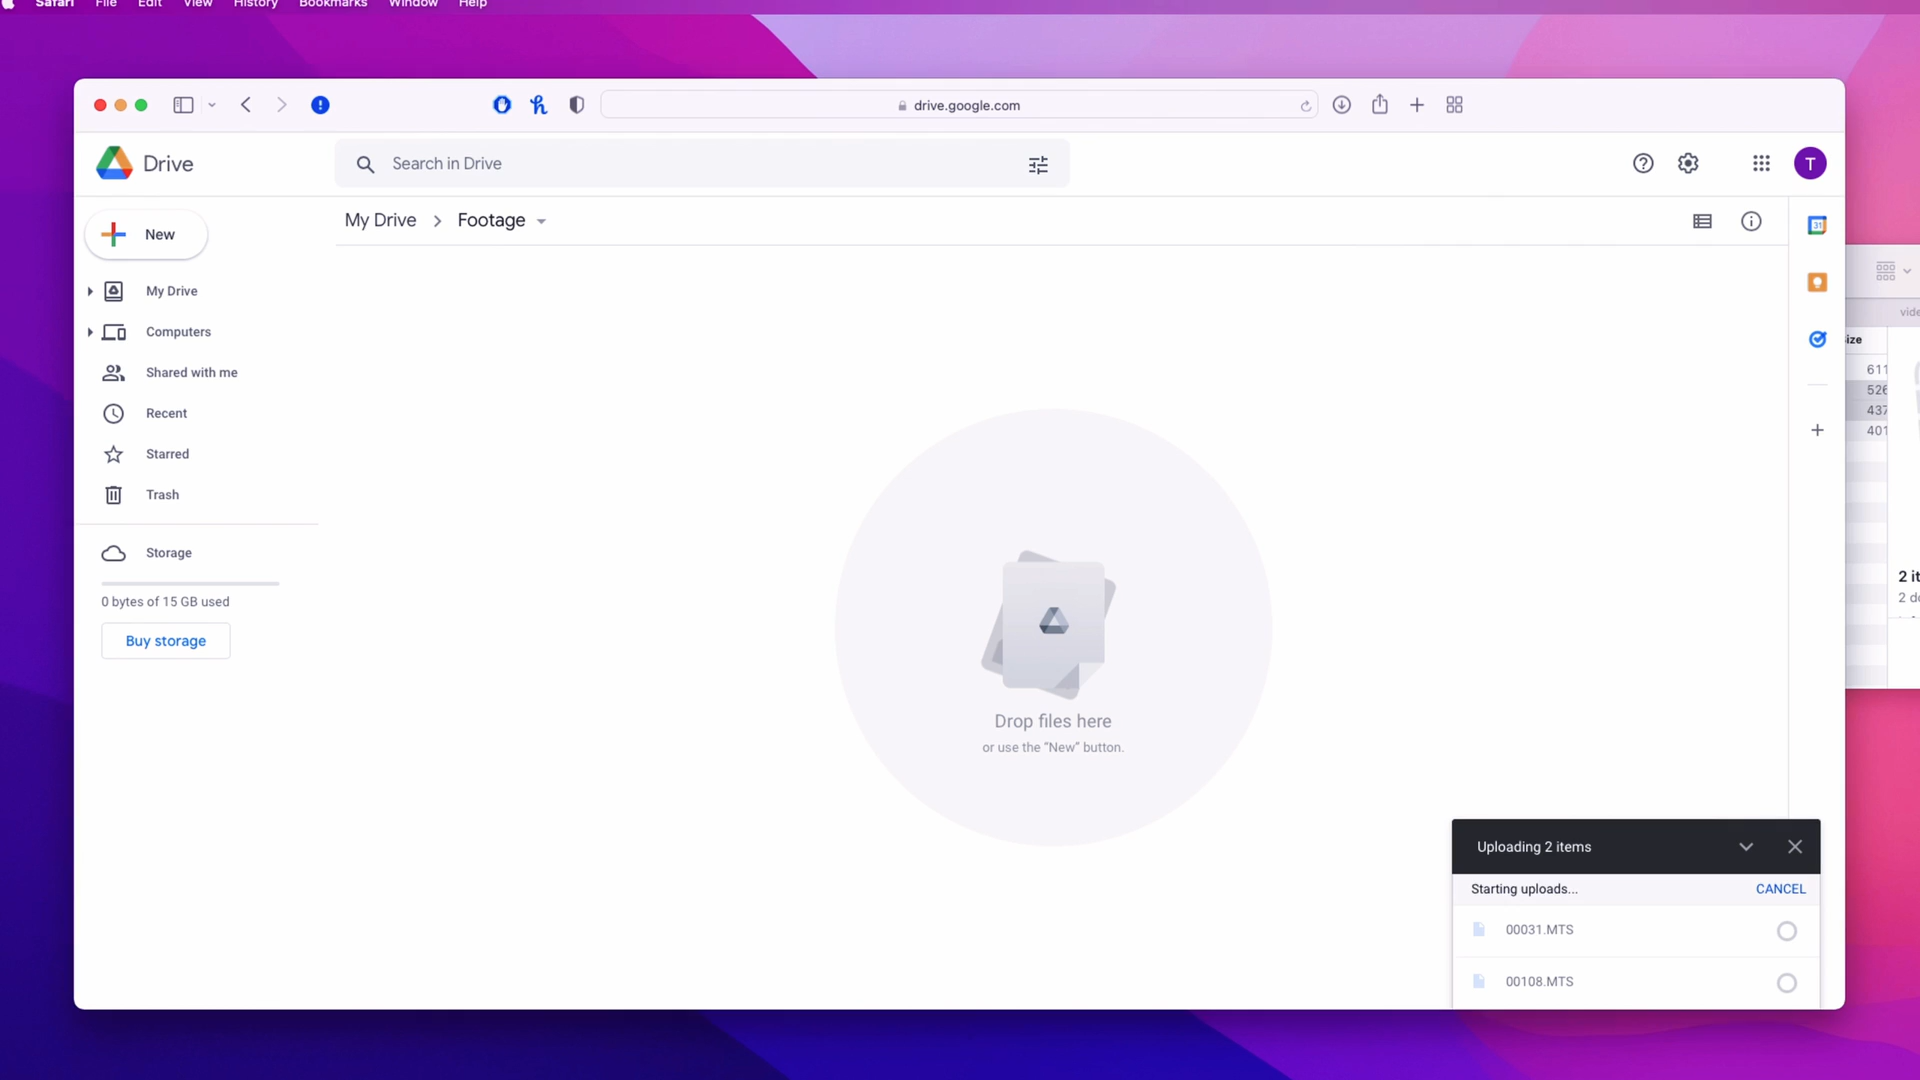 Safari File Edit View History Bookmarks Window Help
drive.google.com
Drive
Search in Drive
T
New
My Drive
Footage
31
My Drive
Computers
Shared with me
Recent
Starred
Trash
Storage
0 bytes of 15 GB used
Buy storage
Drop files here
or use the “New” button.
Uploading 2 items
Starting uploads...
CANCEL
00031.MTS
00108.MTS
611
526
437
401